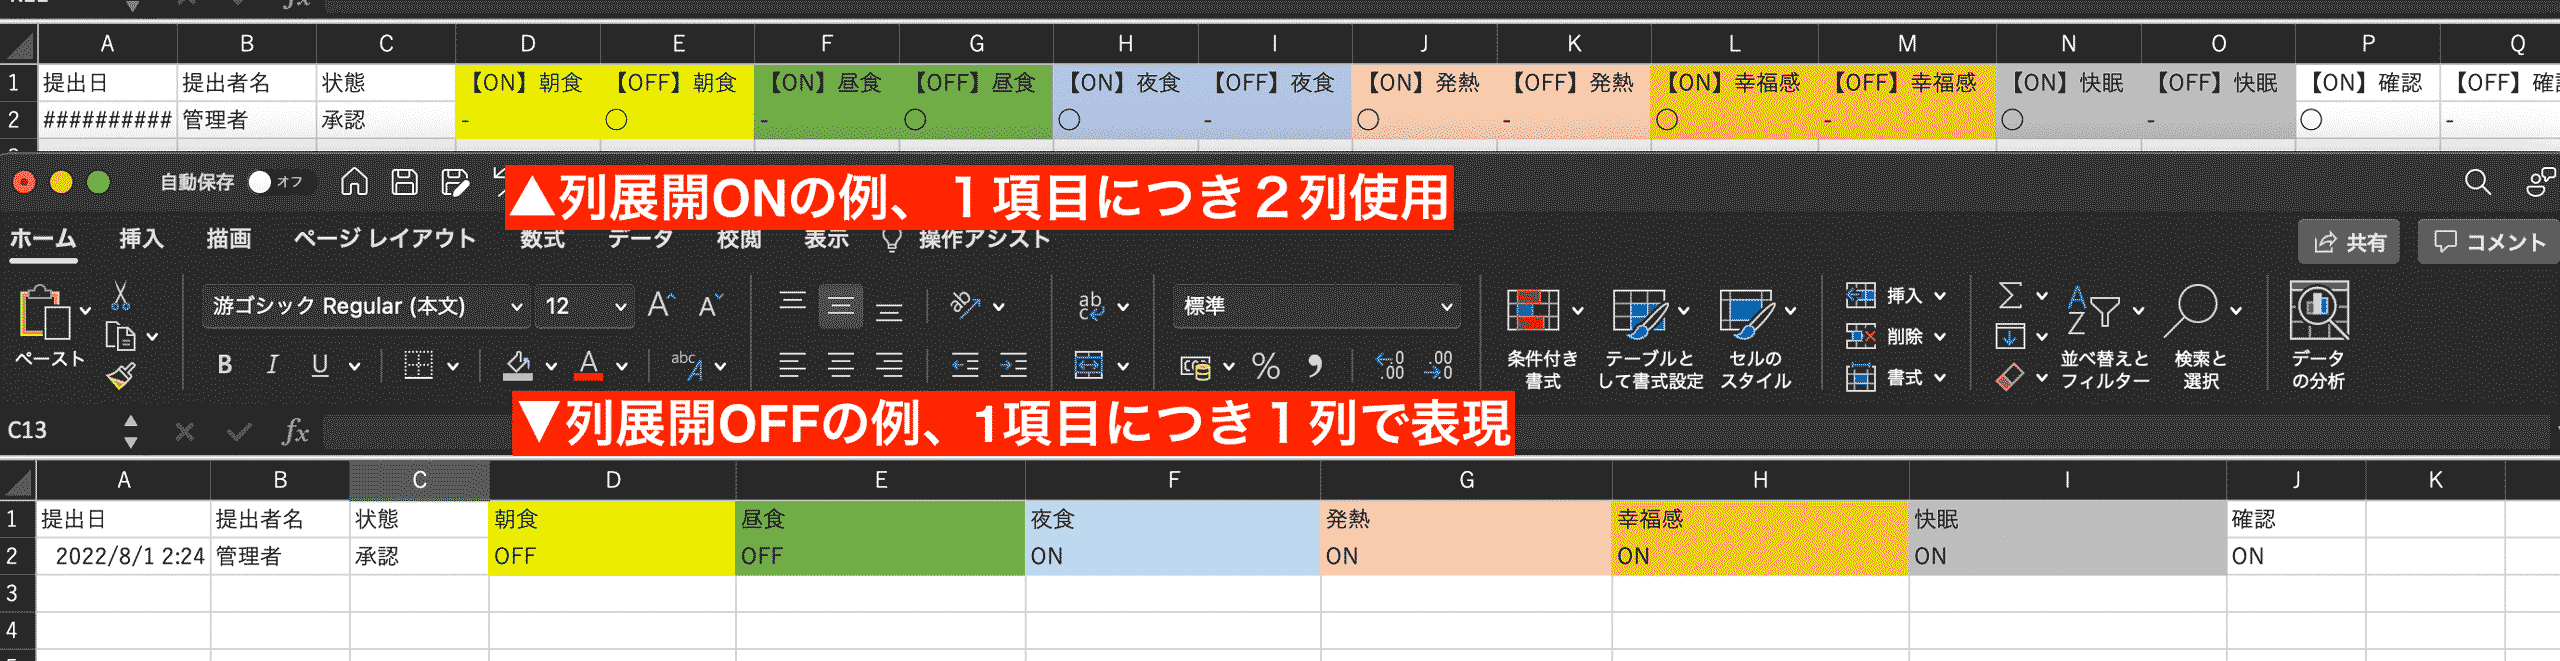 A B C D E F G H I J K L M N O P Q
1 提出日 提出者名 状態 【ON】朝食 【OFF】朝食 【ON】昼食 【OFF】昼食 【ON】夜食 【OFF】夜食 【ON】発熱 【OFF】発熱 【ON】幸福感 【OFF】幸福感 【ON】快眠 【OFF】快眠 【ON】確認 【OFF】確
2 ########## 管理者 承認 - ○ - ○ ○ - ○ - ○ - ○ - ○ -
自動保存 オフ
▲列展開ONの例、１項目につき２列使用
ホーム 挿入 描画 ページ レイアウト 数式 データ 校閲 表示 操作アシスト 共有 コメント
ペースト 游ゴシック Regular (本文) 12 標準
条件付き書式 テーブルとして書式設定 セルのスタイル
挿入
削除
書式
並べ替えとフィルター 検索と選択 データの分析
▼列展開OFFの例、1項目につき１列で表現
C13 fx
A B C D E F G H I J K
1 提出日 提出者名 状態 朝食 昼食 夜食 発熱 幸福感 快眠 確認
2 2022/8/1 2:24 管理者 承認 OFF OFF ON ON ON ON ON
3
4